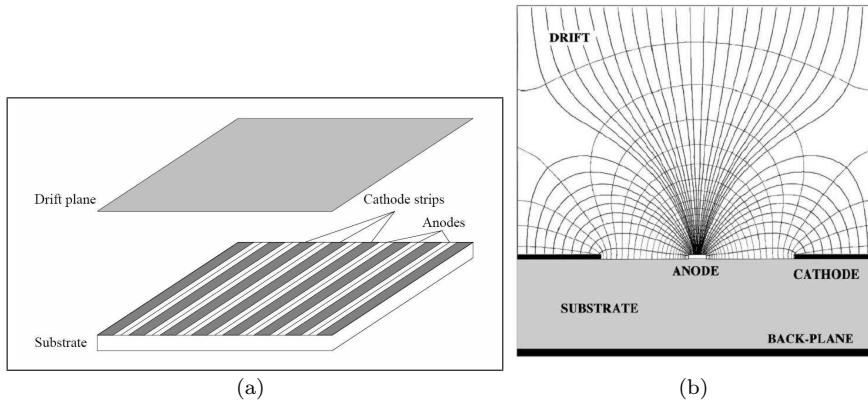 Drift plane
Cathode strips
Anodes
Substrate
(a)
DRIFT
ANODE
CATHODE
SUBSTRATE
BACK-PLANE
(b)